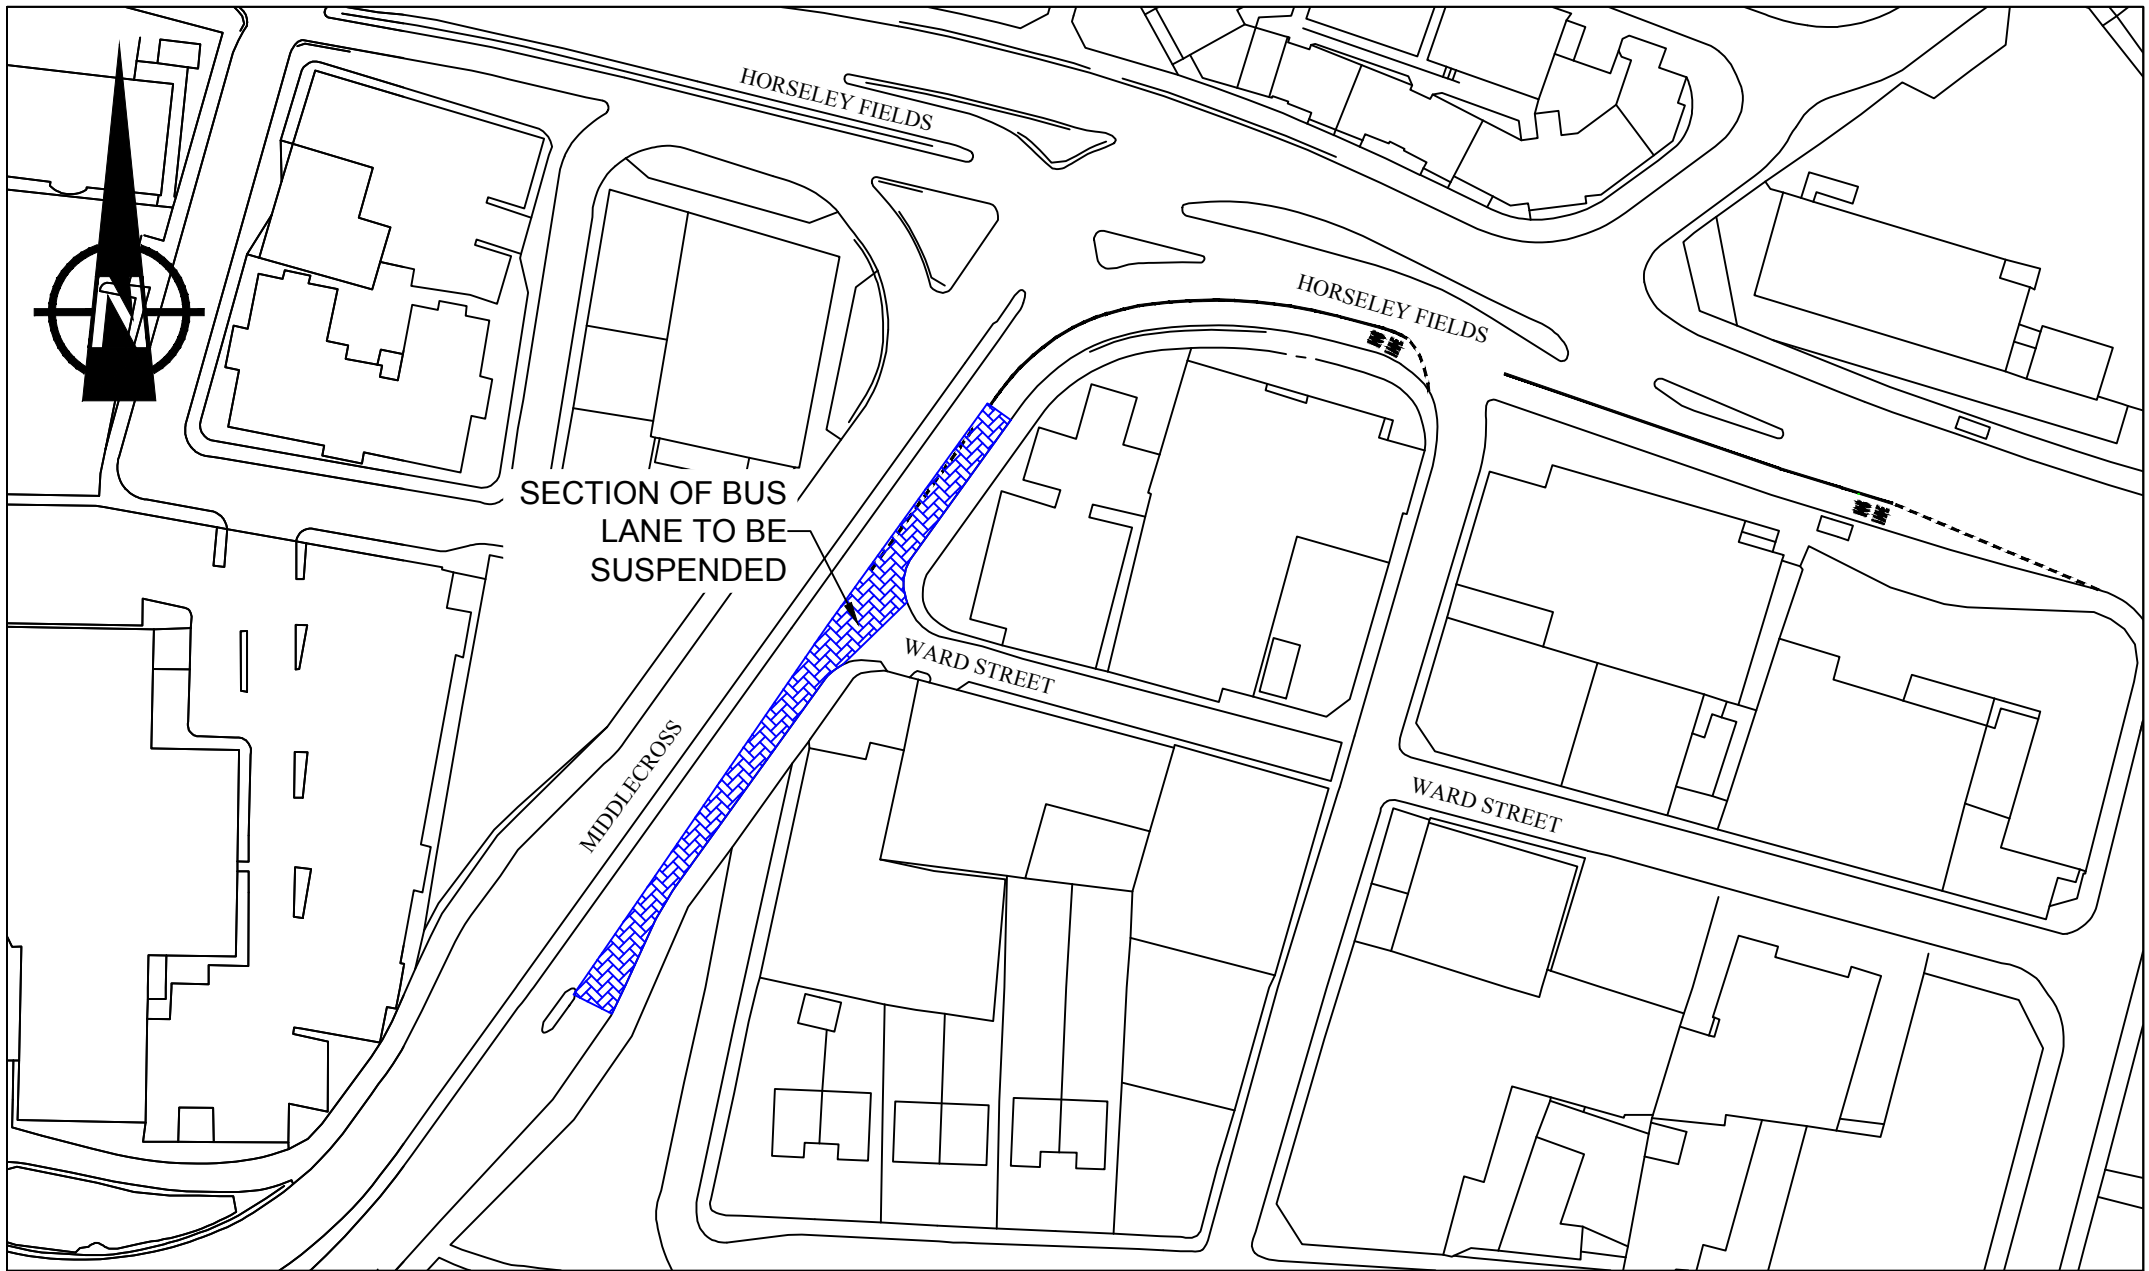 HORSELEY FIELDS
HORSELEY FIELDS
N
SECTION OF BUS
LANE TO BE
SUSPENDED
WARD STREET
MIDDLECROSS
WARD STREET